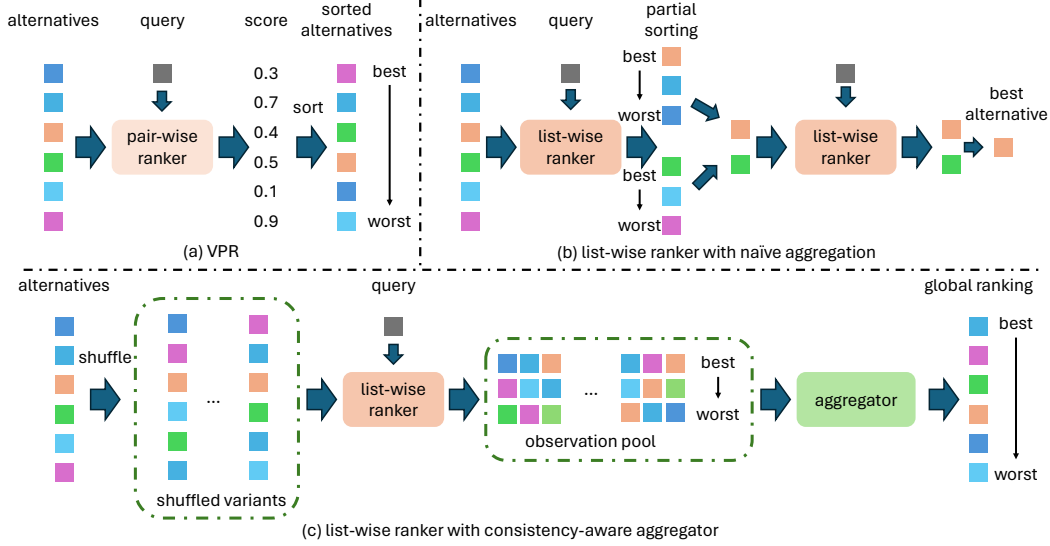 alternatives
query
score
sorted
alternatives
pair-wise
ranker
0.3
0.7
0.4
0.5
0.1
0.9
sort
best
worst
(a) VPR
alternatives
query
partial
sorting
list-wise
ranker
best
worst
best
worst
list-wise
ranker
best
alternative
(b) list-wise ranker with naïve aggregation
alternatives
shuffle
...
shuffled variants
query
list-wise
ranker
...
best
worst
observation pool
aggregator
global ranking
best
worst
(c) list-wise ranker with consistency-aware aggregator